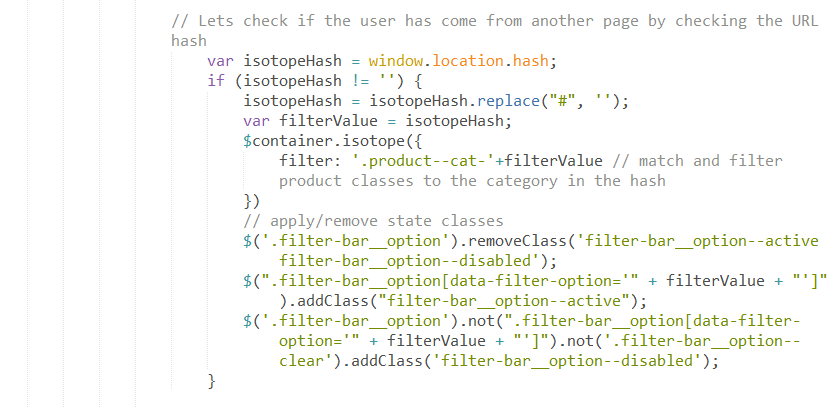 // Lets check if the user has come from another page by checking the URL
hash
var isotopeHash = window.location.hash;
if (isotopeHash != '') {
isotopeHash = isotopeHash.replace("#", '');
var filterValue = isotopeHash;
$container.isotope({
filter: '.product--cat-'+filterValue // match and filter
product classes to the category in the hash
})
// apply/remove state classes
$('.filter-bar__option').removeClass('filter-bar__option--active
filter-bar__option--disabled');
$(".filter-bar__option[data-filter-option='" + filterValue + "']"
).addClass("filter-bar__option--active");
$('.filter-bar__option').not(".filter-bar__option[data-filter-
option='" + filterValue + "']").not('.filter-bar__option--
clear').addClass('filter-bar__option--disabled');
}